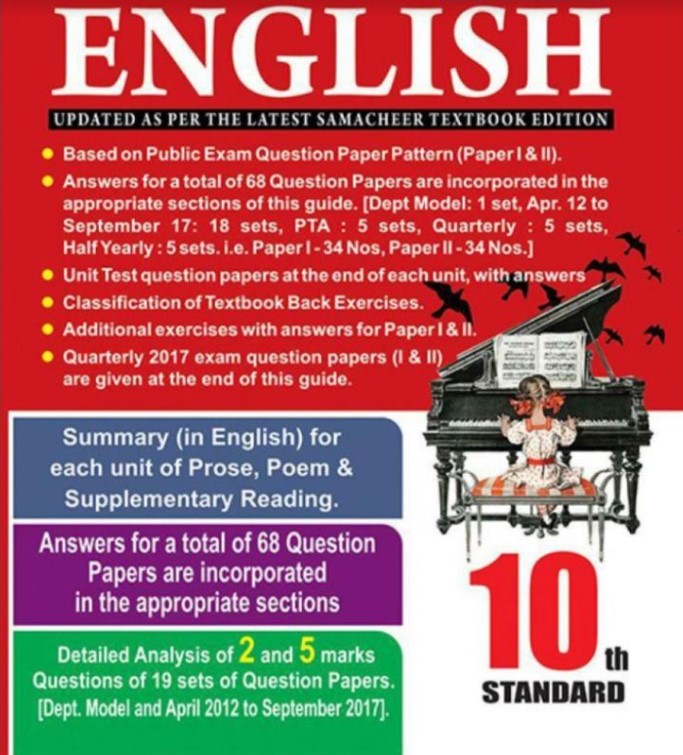 ENGLISH
UPDATED AS PER THE LATEST SAMACHEER TEXTBOOK EDITION
Based on Public Exam Question Paper Pattern (Paper I & II).
Answers for a total of 68 Question Papers are incorporated in the
appropriate sections of this guide. [Dept Model: 1 set, Apr. 12 to
September 17: 18 sets, PTA : 5 sets, Quarterly : 5 sets,
Half Yearly : 5 sets. i.e. Paper I - 34 Nos, Paper II - 34 Nos.]
Unit Test question papers at the end of each unit, with answers
Classification of Textbook Back Exercises.
Additional exercises with answers for Paper I & II.
Quarterly 2017 exam question papers (I & II)
are given at the end of this guide.
Summary (in English) for
each unit of Prose, Poem &
Supplementary Reading.
Answers for a total of 68 Question
Papers are incorporated
in the appropriate sections
Detailed Analysis of 2 and 5 marks
Questions of 19 sets of Question Papers.
[Dept. Model and April 2012 to September 2017].
10th
STANDARD